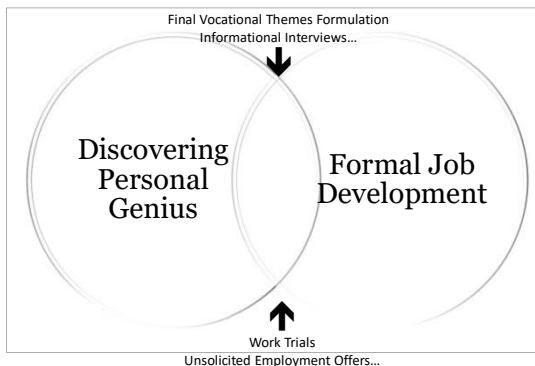 Final Vocational Themes Formulation
Informational Interviews…
Discovering
Personal
Genius
Formal Job
Development
Work Trials
Unsolicited Employment Offers…